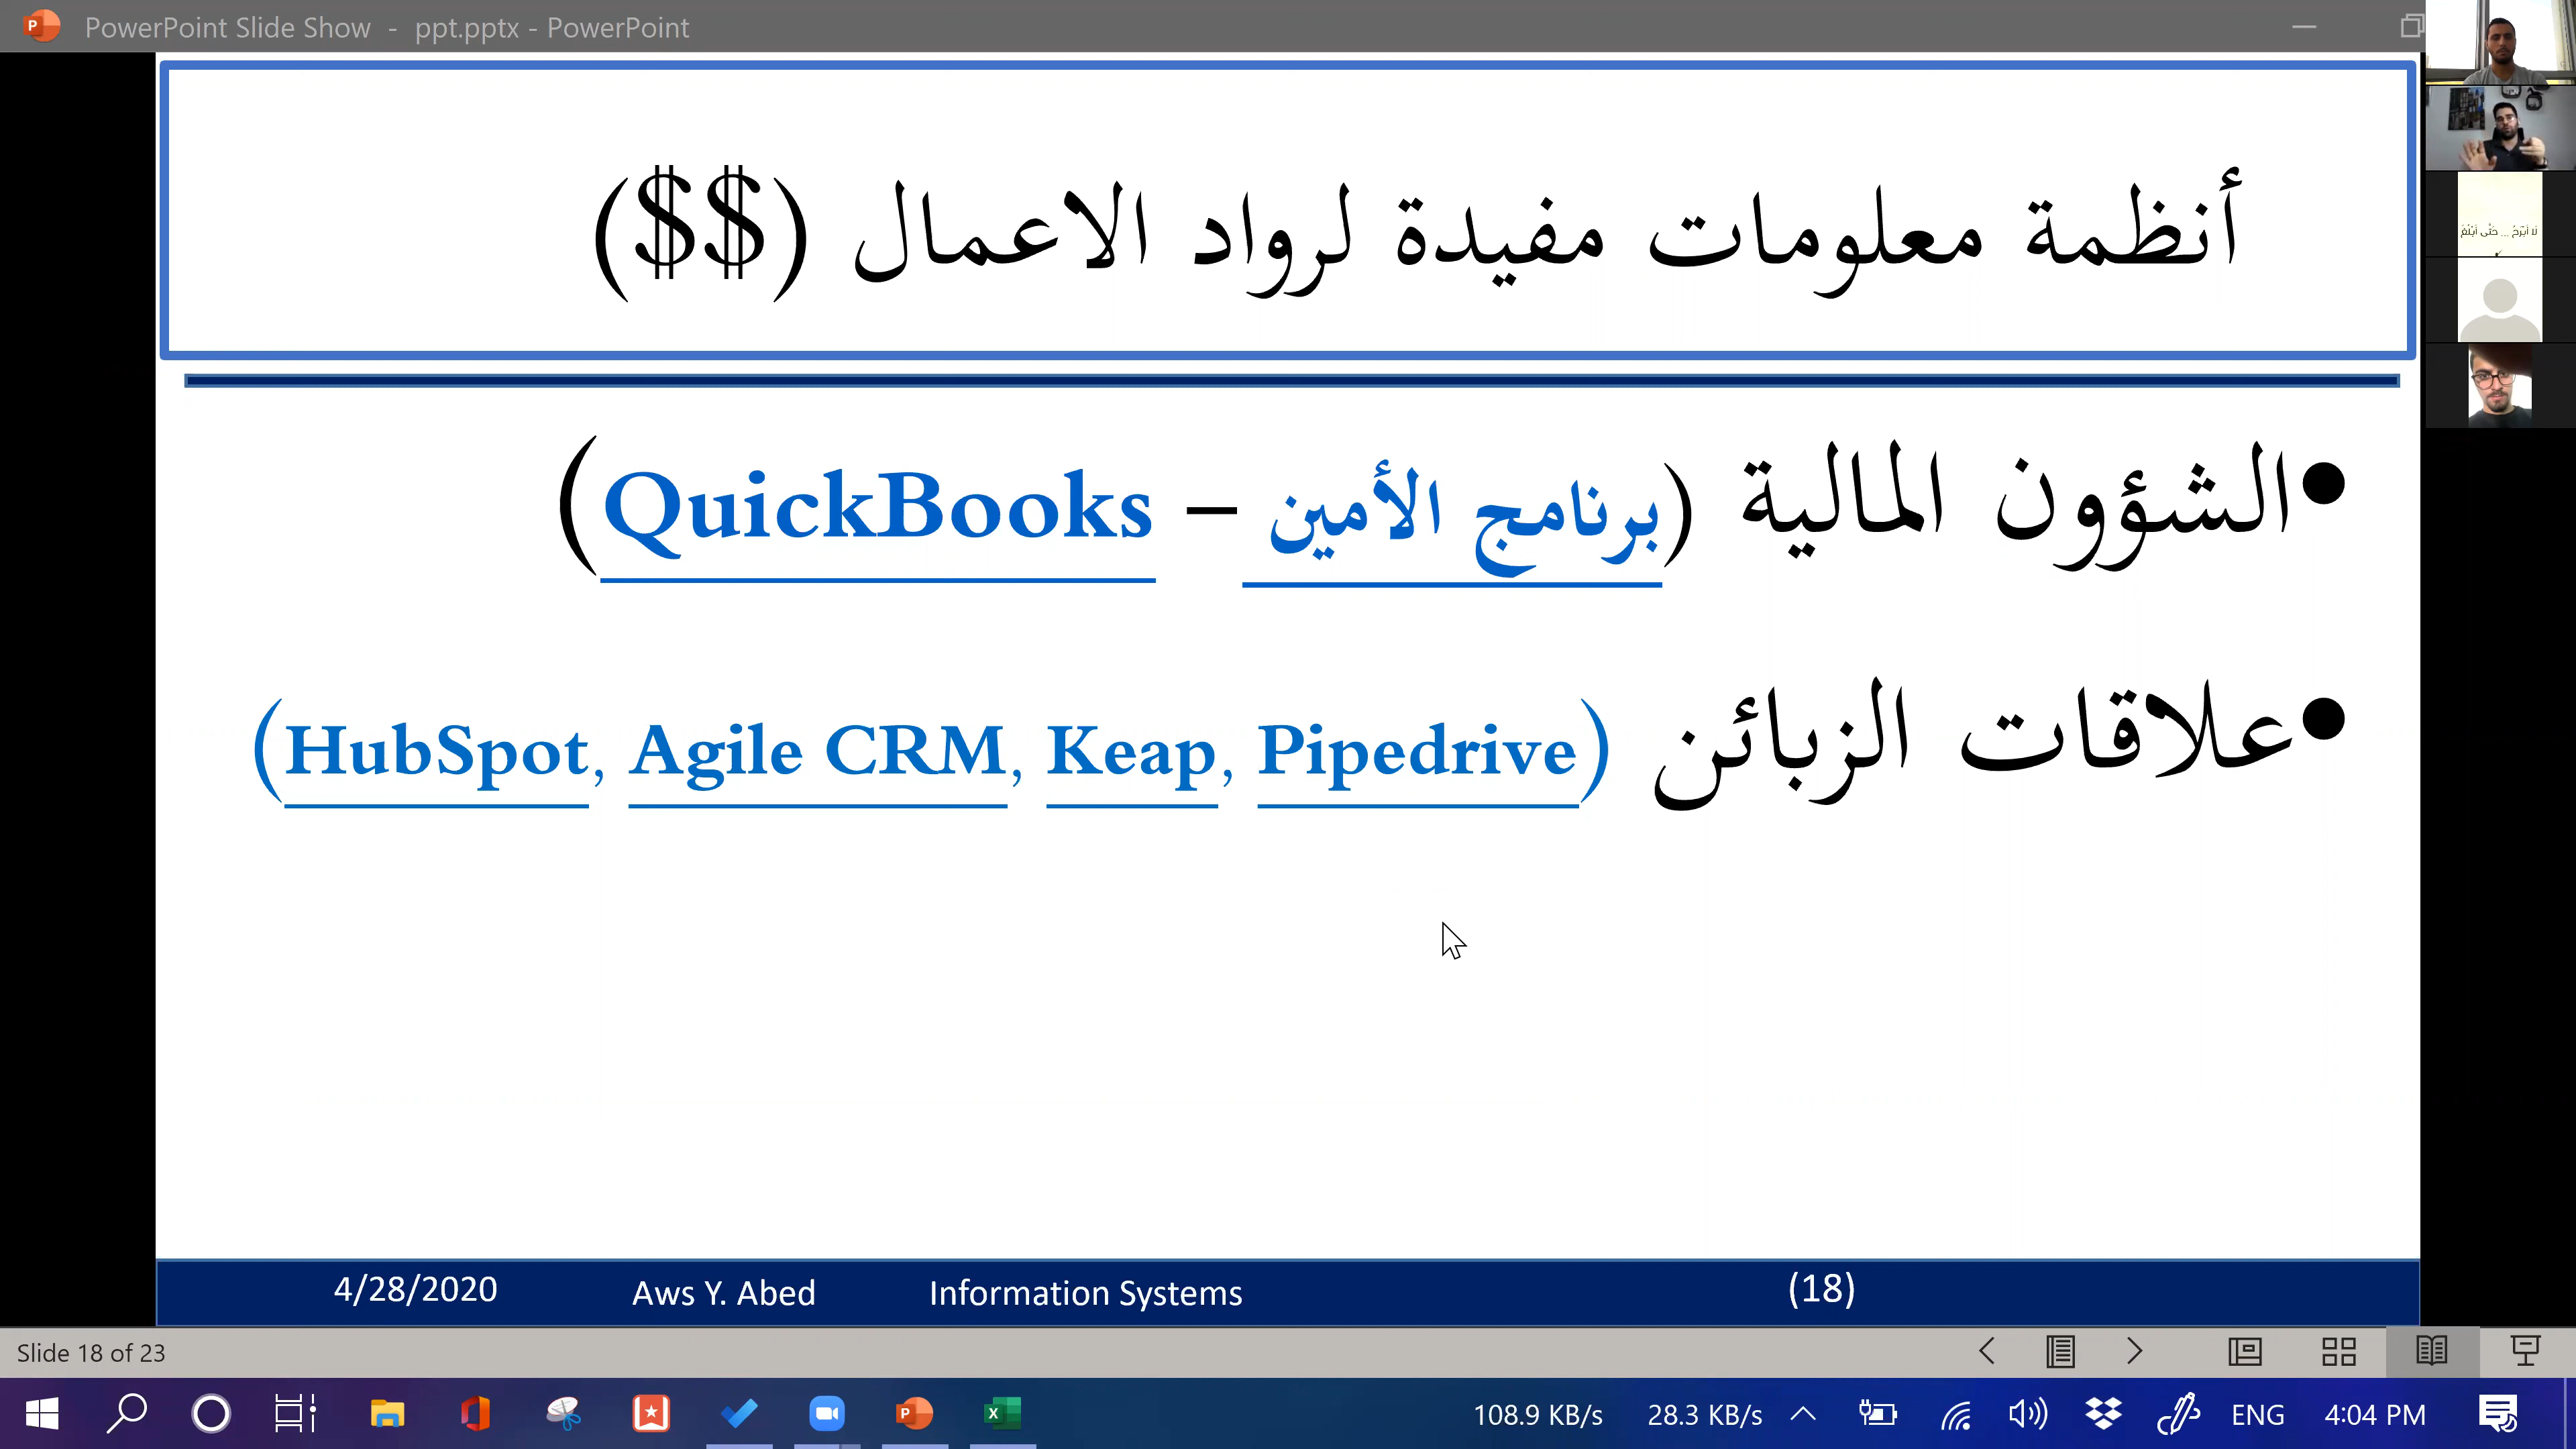 PowerPoint Slide Show - ppt.pptx - PowerPoint
أنظمة معلومات مفيدة لرواد الاعمال ($$)
•الشؤون المالية (برنامج الأمين – QuickBooks)
•علاقات الزبائن (HubSpot, Agile CRM, Keap, Pipedrive)
لا أبْرَحُ ... حَتَّى أَبْلُغَ
4/28/2020 Aws Y. Abed Information Systems (18)
Slide 18 of 23
108.9 KB/s 28.3 KB/s ENG 4:04 PM